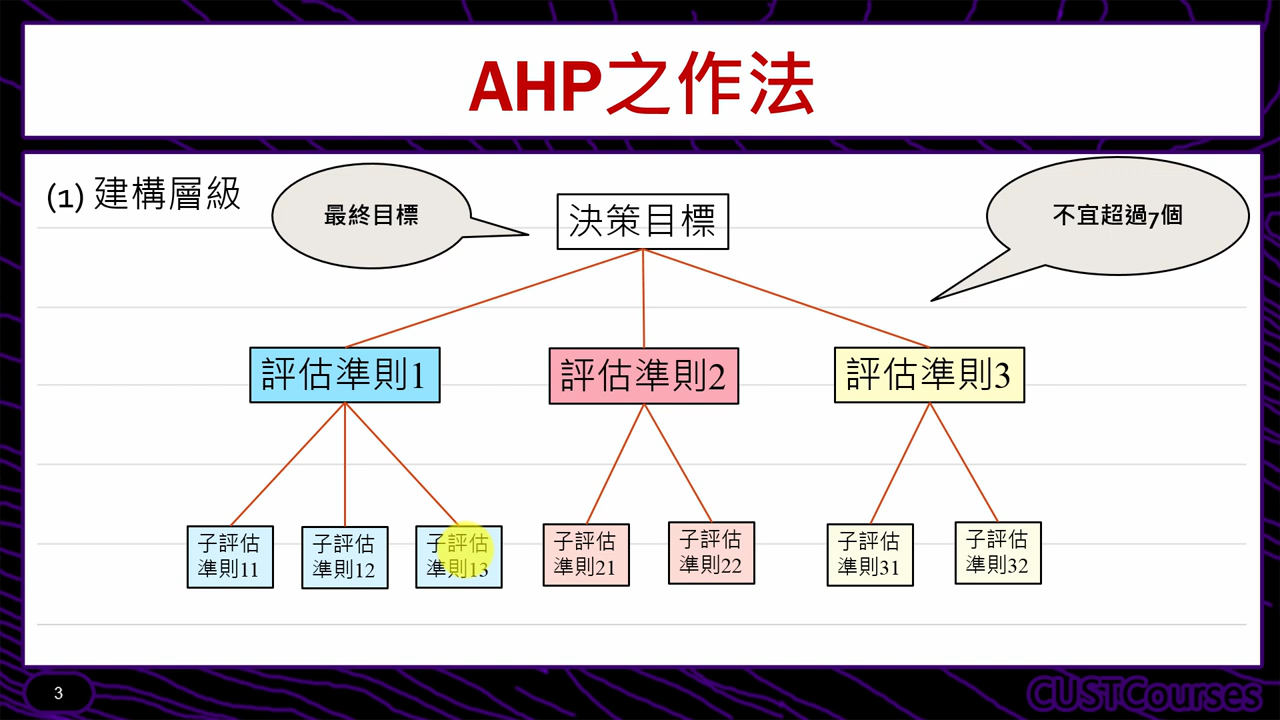 AHP之作法
(1) 建構層級
最終目標
決策目標
不宜超過7個
評估準則1
評估準則2
評估準則3
子評估
準則11
子評估
準則12
子評估
準則13
子評估
準則21
子評估
準則22
子評估
準則31
子評估
準則32
3
CUSTCourses